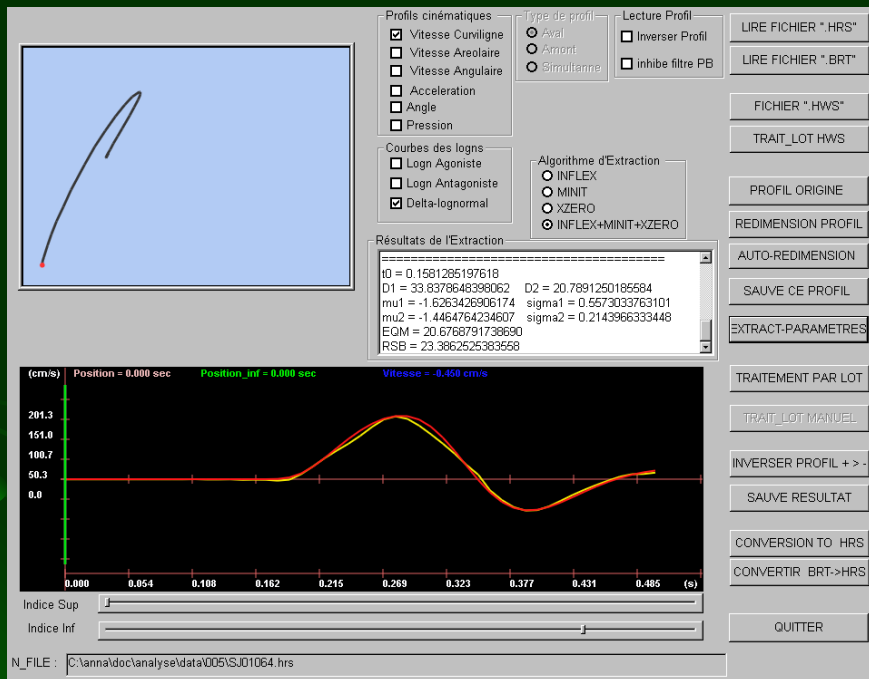 Profils cinématiques
Vitesse Curviligne
Vitesse Areolaire
Vitesse Angulaire
Acceleration
Angle
Pression
Type de profil
Aval
Amont
Simultanne
Lecture Profil
Inverser Profil
inhibe filtre PB
Courbes des logns
Logn Agoniste
Logn Antagoniste
Delta-lognormal
Algorithme d'Extraction
INFLEX
MINIT
XZERO
INFLEX+MINIT+XZERO
Résultats de l'Extraction
=======================================
t0 = 0.1581285197618
D1 = 33.8378648398062 D2 = 20.7891250185584
mu1 = -1.6263426906174 sigma1 = 0.5573033763101
mu2 = -1.4464764234607 sigma2 = 0.2143966333448
EQM = 20.6768791738690
RSB = 23.3862525383558
LIRE FICHIER ".HRS"
LIRE FICHIER ".BRT"
FICHIER ".HWS"
TRAIT_LOT HWS
PROFIL ORIGINE
REDIMENSION PROFIL
AUTO-REDIMENSION
SAUVE CE PROFIL
EXTRACT-PARAMETRES
TRAITEMENT PAR LOT
TRAIT_LOT MANUEL
INVERSER PROFIL + > -
SAUVE RESULTAT
CONVERSION TO HRS
CONVERTIR BRT->HRS
QUITTER
(cm/s) Position = 0.000 sec Position_inf = 0.000 sec Vitesse = -0.450 cm/s
201.3
151.0
100.7
50.3
0.0
0.000 0.054 0.108 0.162 0.215 0.269 0.323 0.377 0.431 0.485 (s)
Indice Sup
Indice Inf
N_FILE : C:\anna\doc\analyse\data\005\SJ01064.hrs